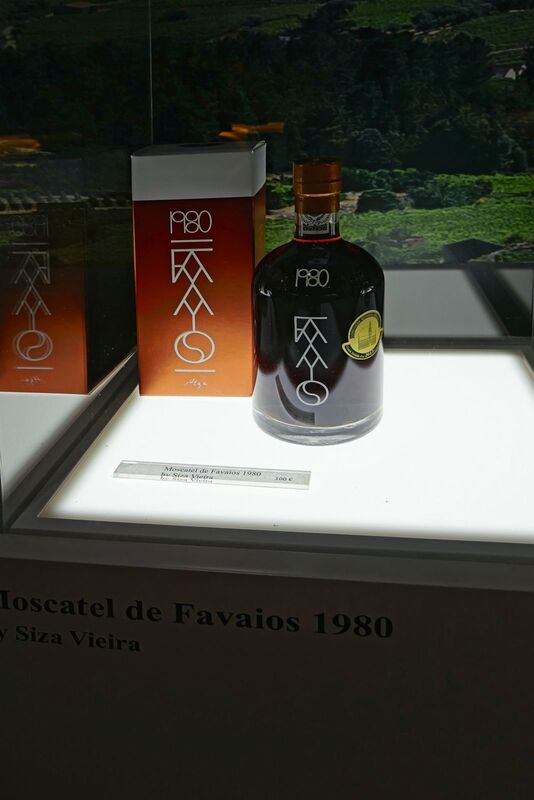 1980
FAVAIOS
1980
FAVAIOS
Moscatel de Favaios 1980
by Siza Vieira
100 €
Moscatel de Favaios 1980
by Siza Vieira